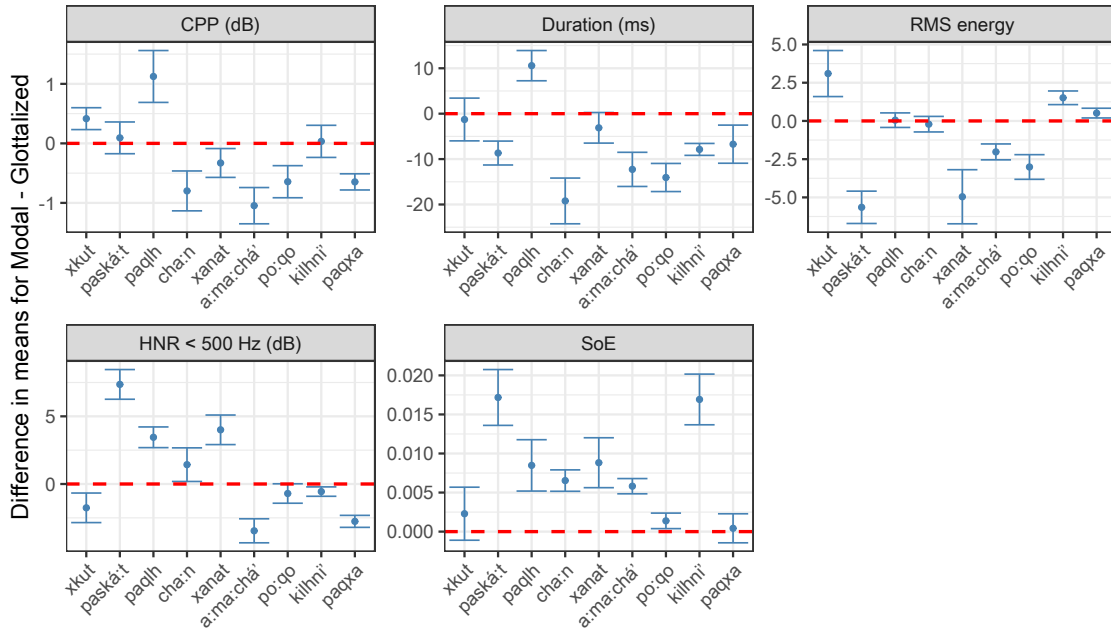 CPP (dB)
Duration (ms)
RMS energy
Difference in means for Modal - Glottalized
1
0
-1
xkut
paská:t
paqlh
cha:n
xanat
a:ma:chá'
po:qo
kilhni'
paqxa
10
0
-10
-20
xkut
paská:t
paqlh
cha:n
xanat
a:ma:chá'
po:qo
kilhni'
paqxa
5.0
2.5
0.0
-2.5
-5.0
xkut
paská:t
paqlh
cha:n
xanat
a:ma:chá'
po:qo
kilhni'
paqxa
HNR < 500 Hz (dB)
SoE
5
0
xkut
paská:t
paqlh
cha:n
xanat
a:ma:chá'
po:qo
kilhni'
paqxa
0.020
0.015
0.010
0.005
0.000
xkut
paská:t
paqlh
cha:n
xanat
a:ma:chá'
po:qo
kilhni'
paqxa